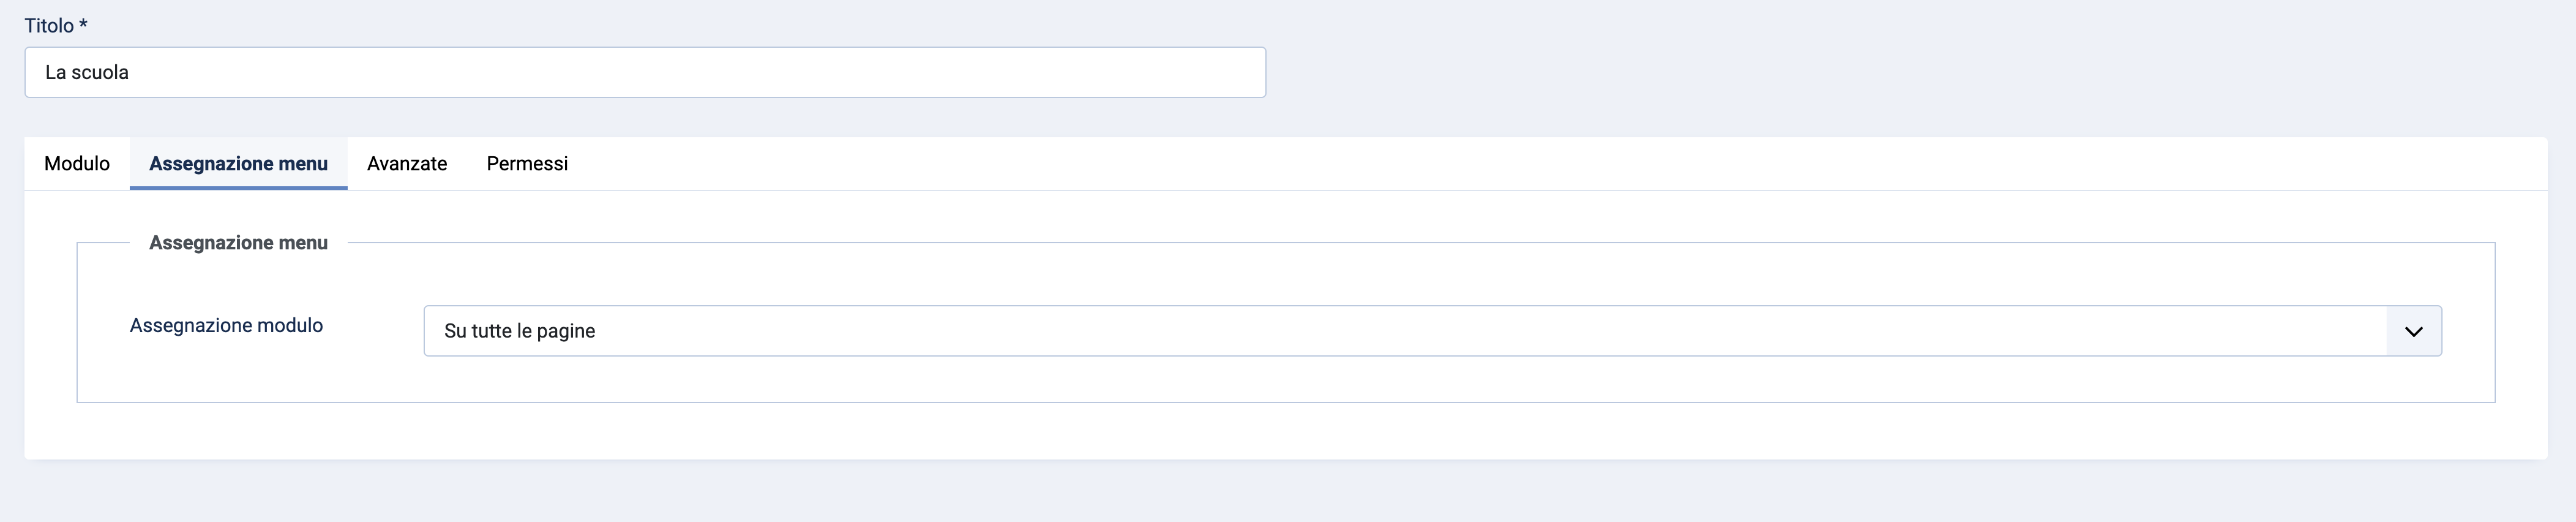 Titolo *
La scuola
Modulo Assegnazione menu Avanzate Permessi
Assegnazione menu
Assegnazione modulo Su tutte le pagine